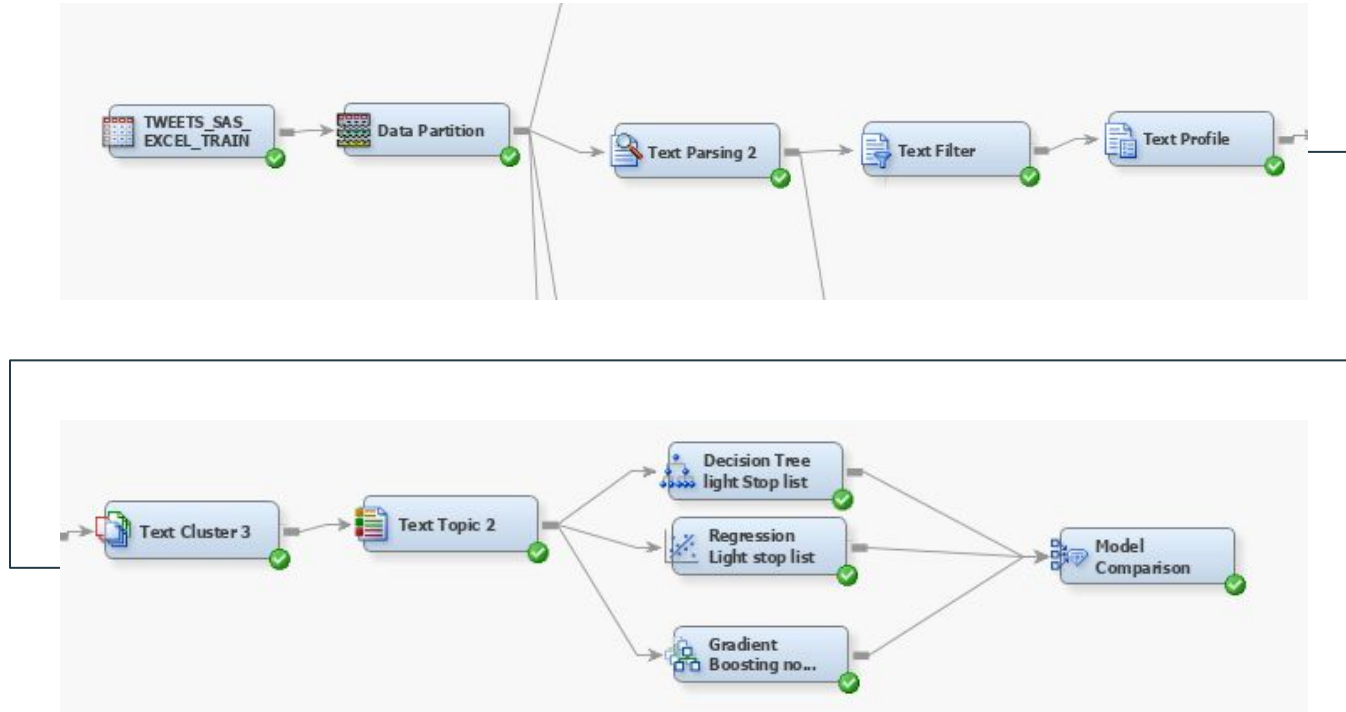 TWEETS_SAS_
EXCEL_TRAIN
Data Partition
Text Parsing 2
Text Filter
Text Profile
Text Cluster 3
Text Topic 2
Decision Tree
light Stop list
Regression
Light stop list
Gradient
Boosting no...
Model
Comparison